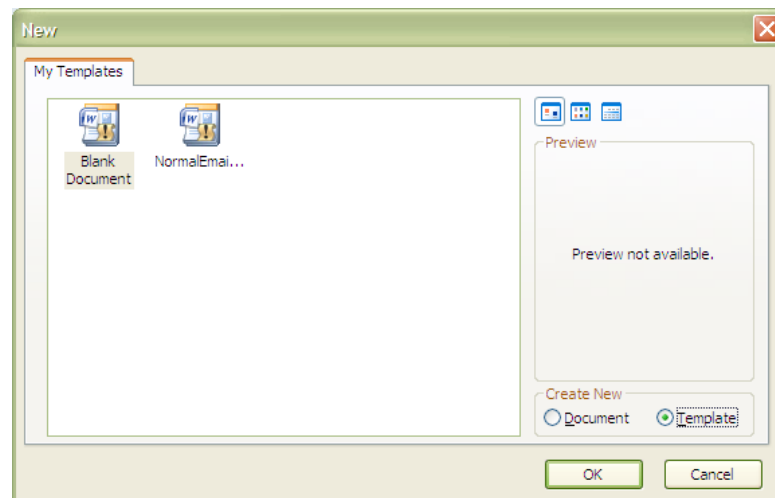 New
My Templates
Blank
Document
NormalEmai...
Preview
Preview not available.
Create New
Document
Template
OK
Cancel